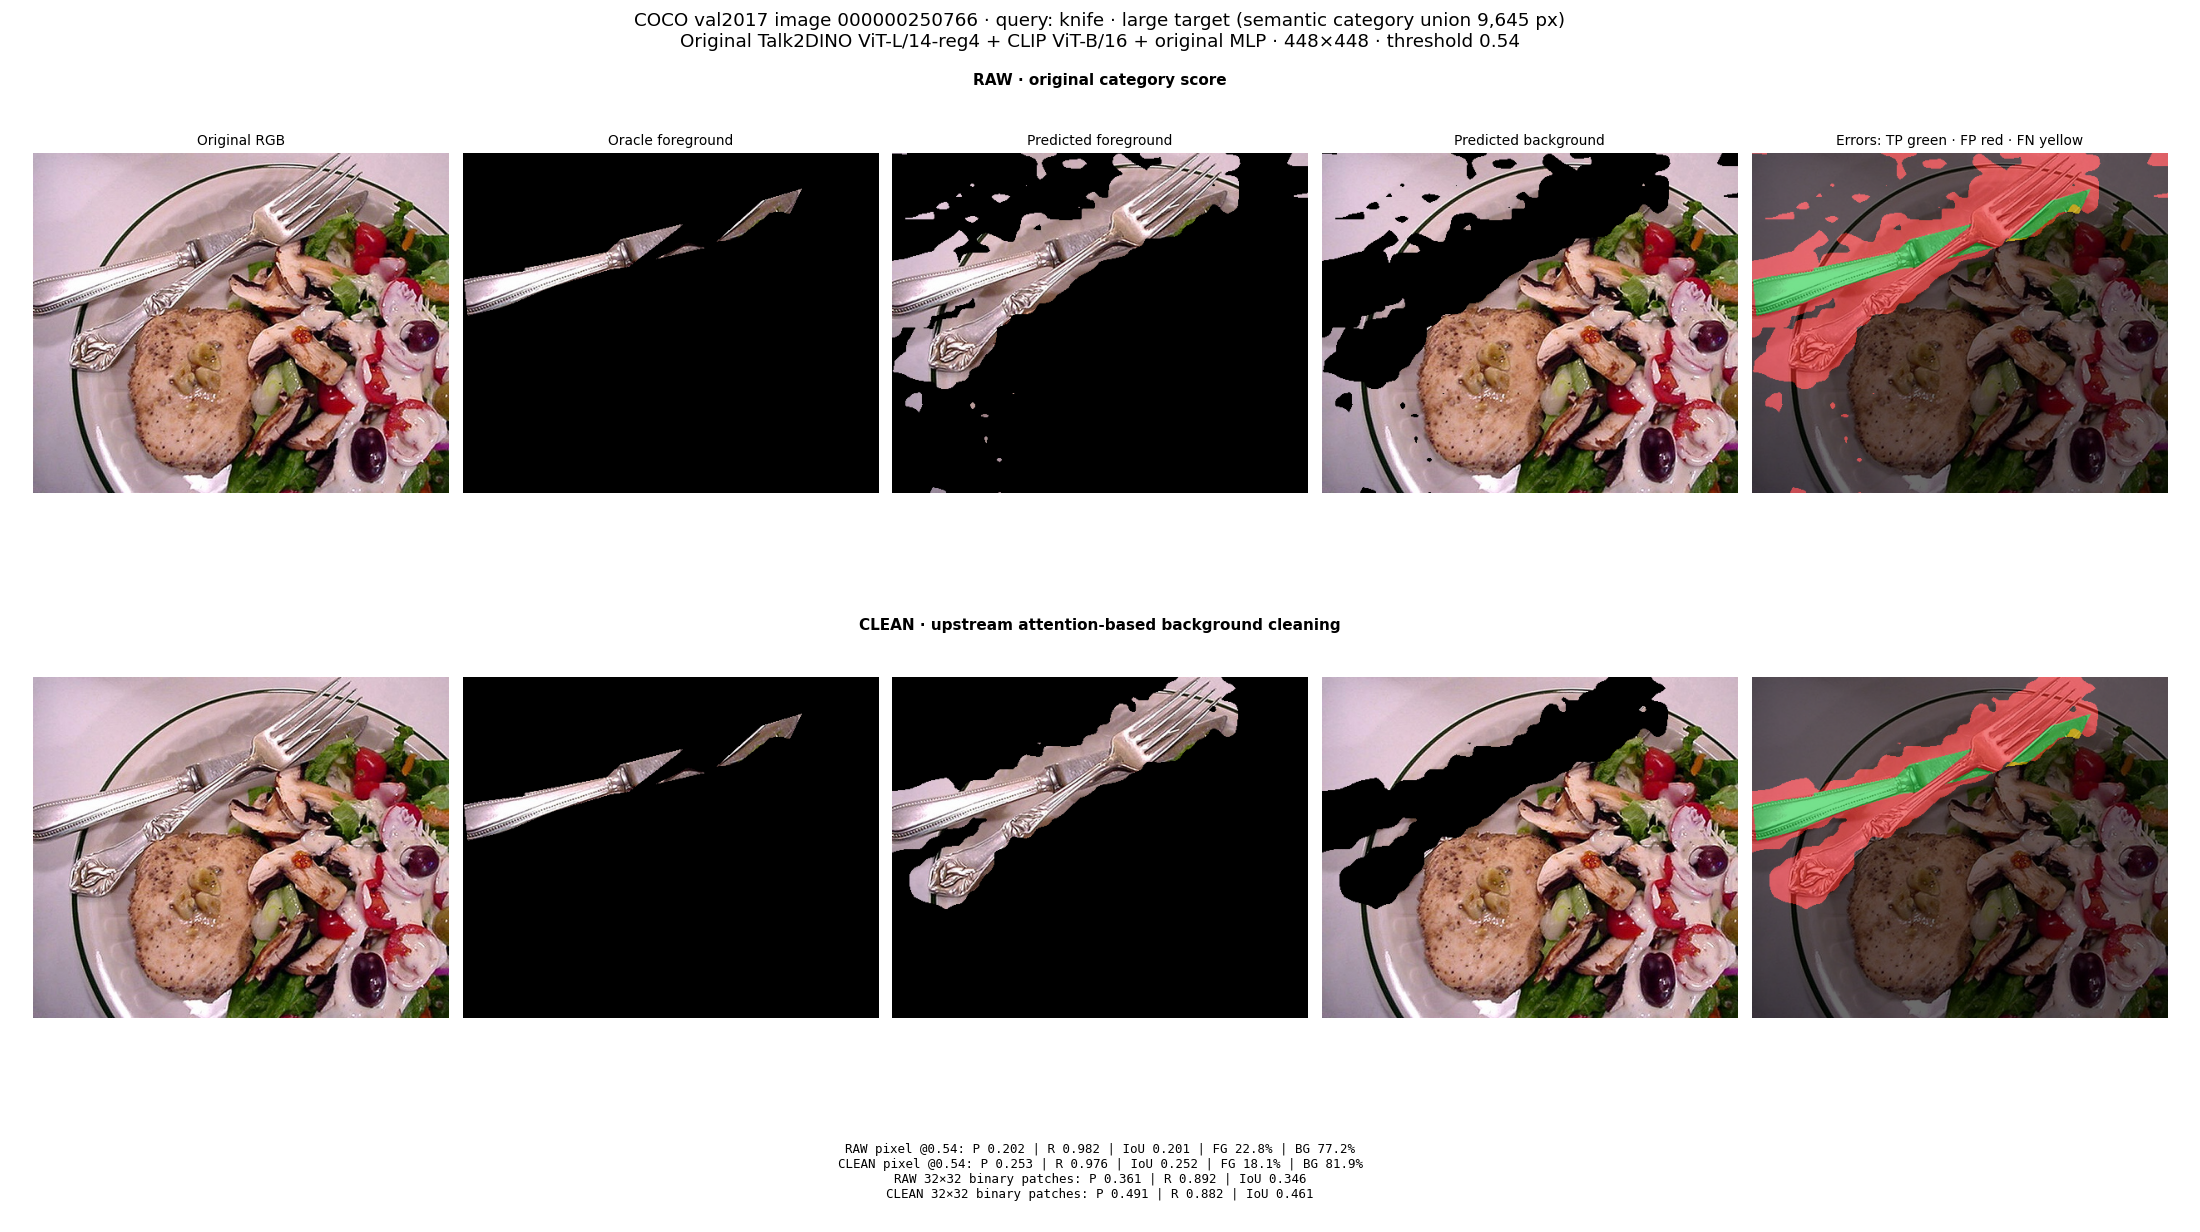 COCO val2017 image 000000250766 · query: knife · large target (semantic category union 9,645 px)
Original Talk2DINO ViT-L/14-reg4 + CLIP ViT-B/16 + original MLP · 448×448 · threshold 0.54
RAW · original category score
Original RGB
Oracle foreground
Predicted foreground
Predicted background
Errors: TP green · FP red · FN yellow
CLEAN · upstream attention-based background cleaning
RAW pixel @0.54: P 0.202 | R 0.982 | IoU 0.201 | FG 22.8% | BG 77.2%
CLEAN pixel @0.54: P 0.253 | R 0.976 | IoU 0.252 | FG 18.1% | BG 81.9%
RAW 32×32 binary patches: P 0.361 | R 0.892 | IoU 0.346
CLEAN 32×32 binary patches: P 0.491 | R 0.882 | IoU 0.461